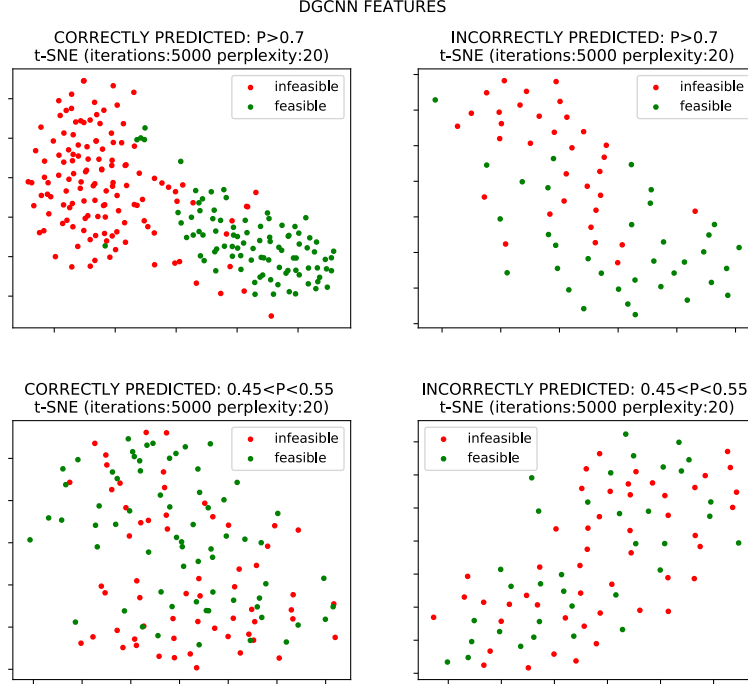 DGCNN FEATURES
CORRECTLY PREDICTED: P>0.7
t-SNE (iterations:5000 perplexity:20)
infeasible
feasible
INCORRECTLY PREDICTED: P>0.7
t-SNE (iterations:5000 perplexity:20)
infeasible
feasible
CORRECTLY PREDICTED: 0.45<P<0.55
t-SNE (iterations:5000 perplexity:20)
infeasible
feasible
INCORRECTLY PREDICTED: 0.45<P<0.55
t-SNE (iterations:5000 perplexity:20)
infeasible
feasible